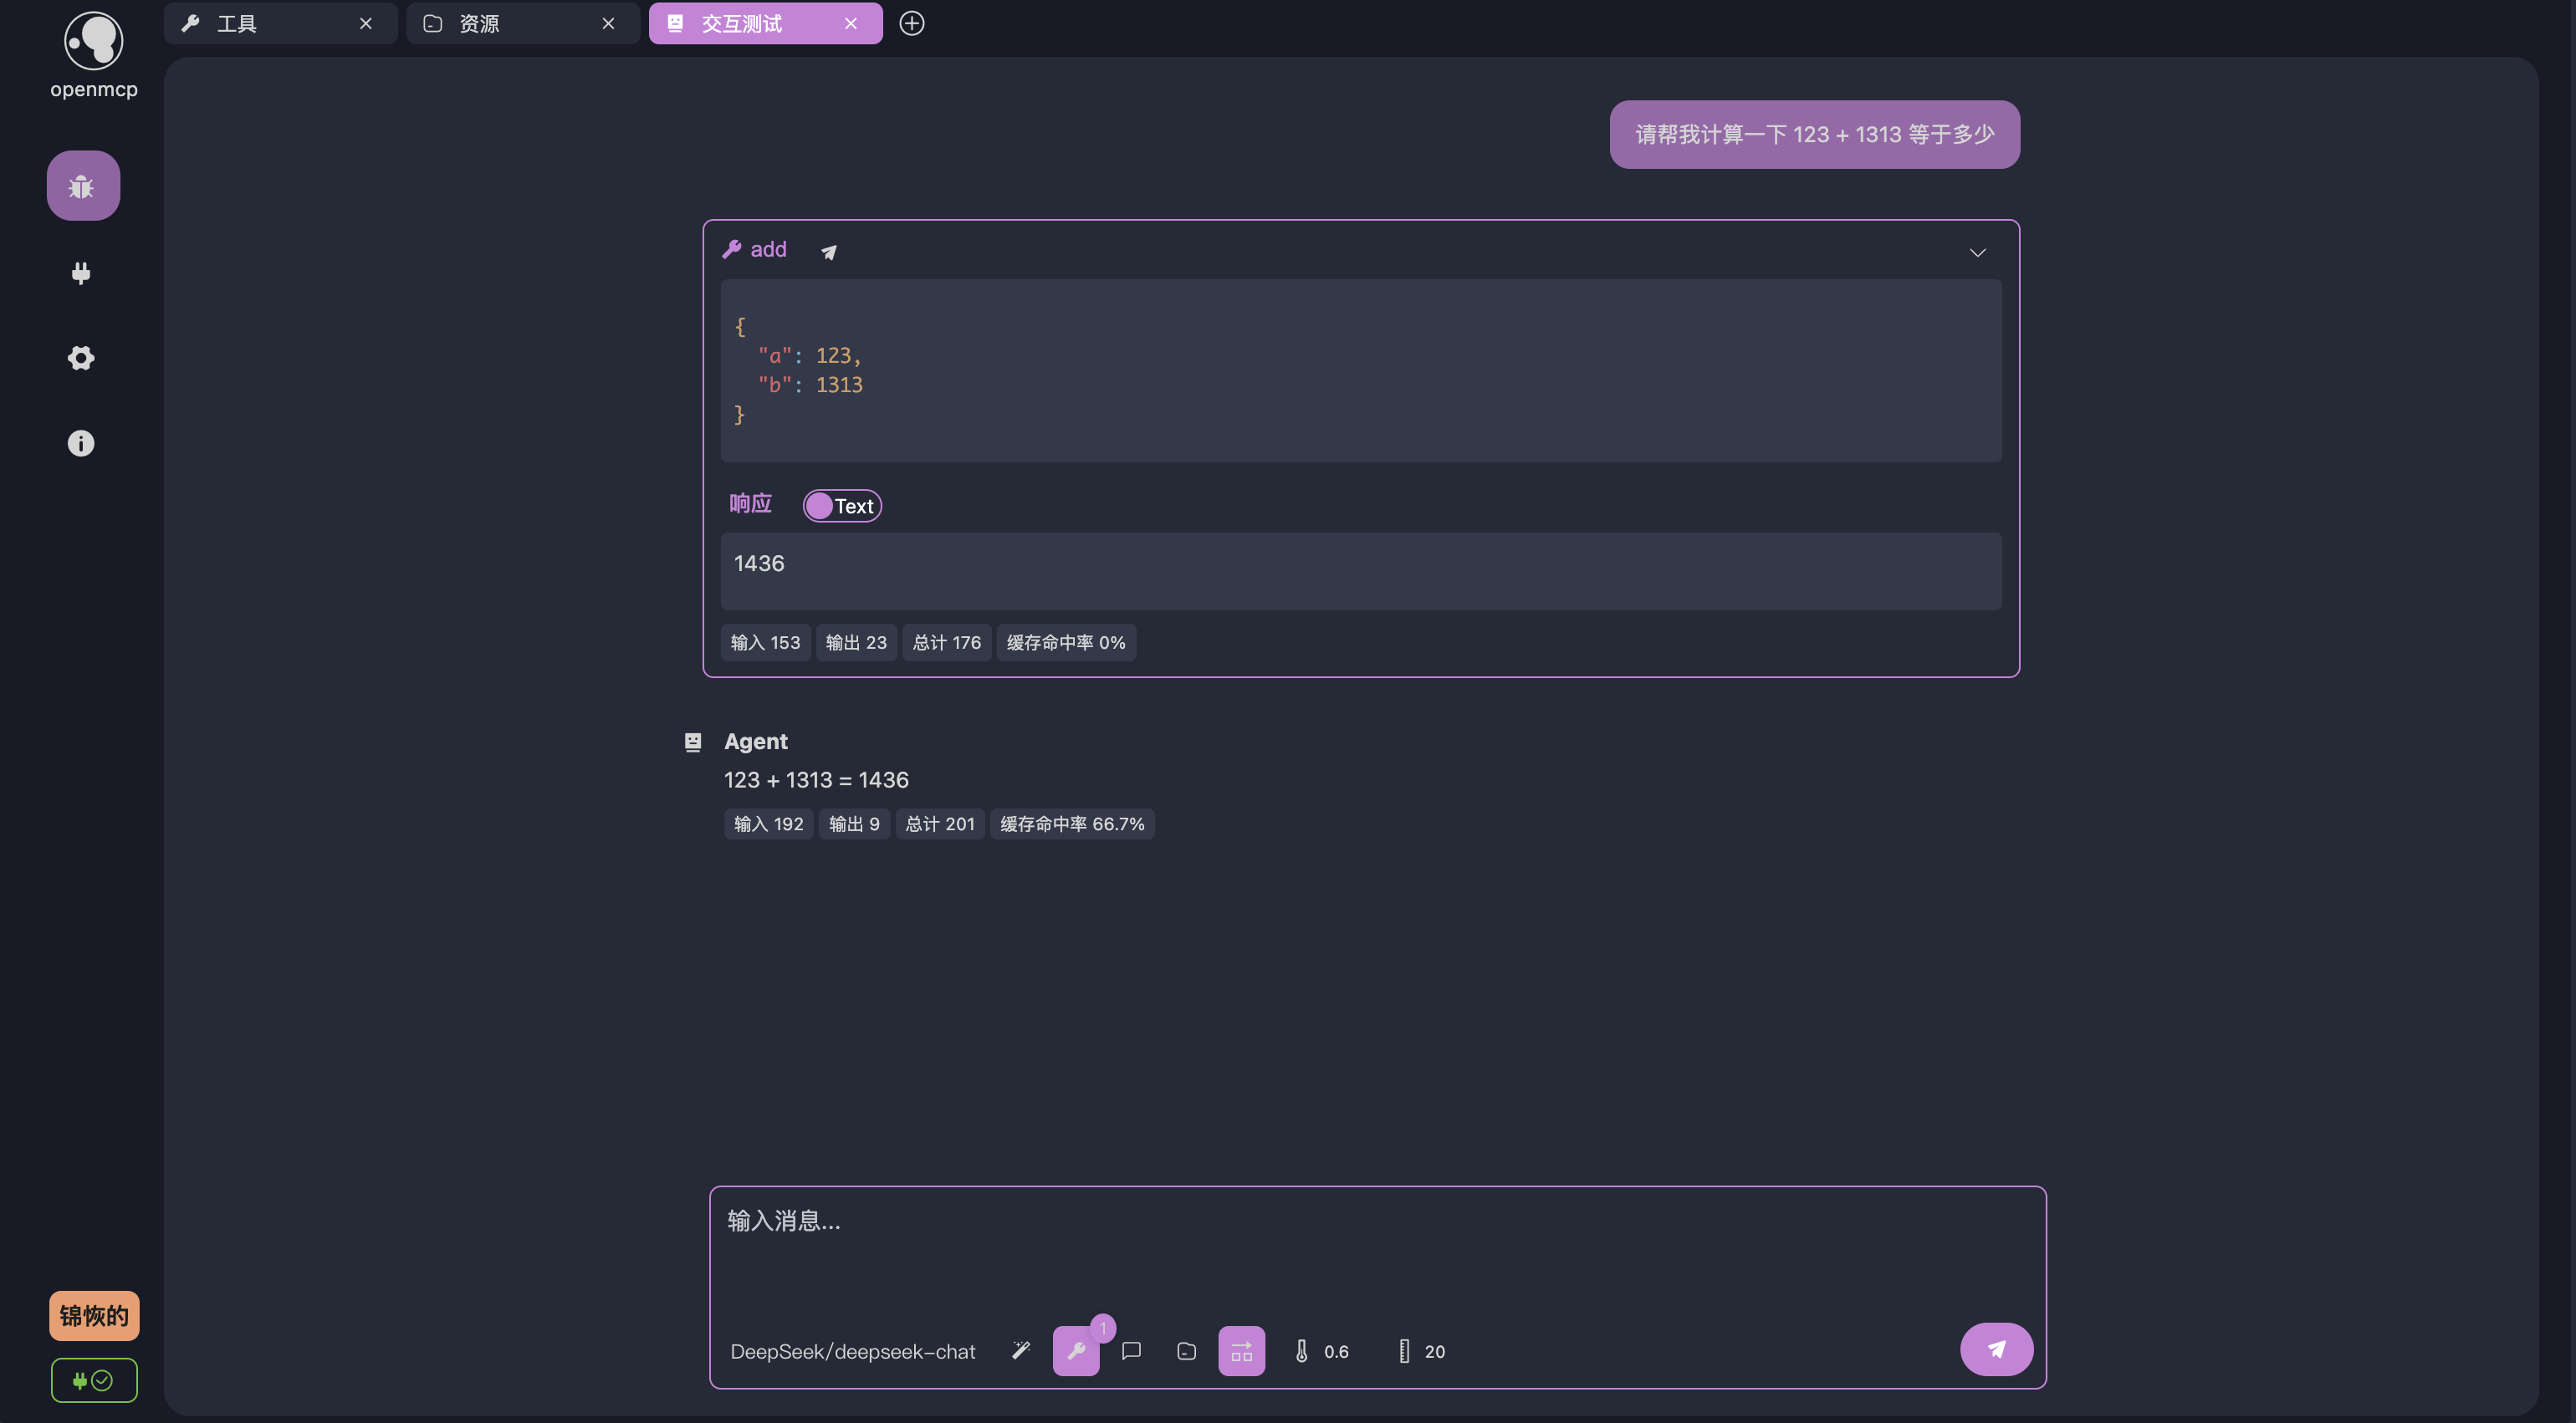 工具
资源
交互测试
openmcp
请帮我计算一下 123 + 1313 等于多少
add
{
"a": 123,
"b": 1313
}
响应 Text
1436
输入 153 输出 23 总计 176 缓存命中率 0%
Agent
123 + 1313 = 1436
输入 192 输出 9 总计 201 缓存命中率 66.7%
输入消息...
锦恢的
1
DeepSeek/deepseek-chat 0.6 20